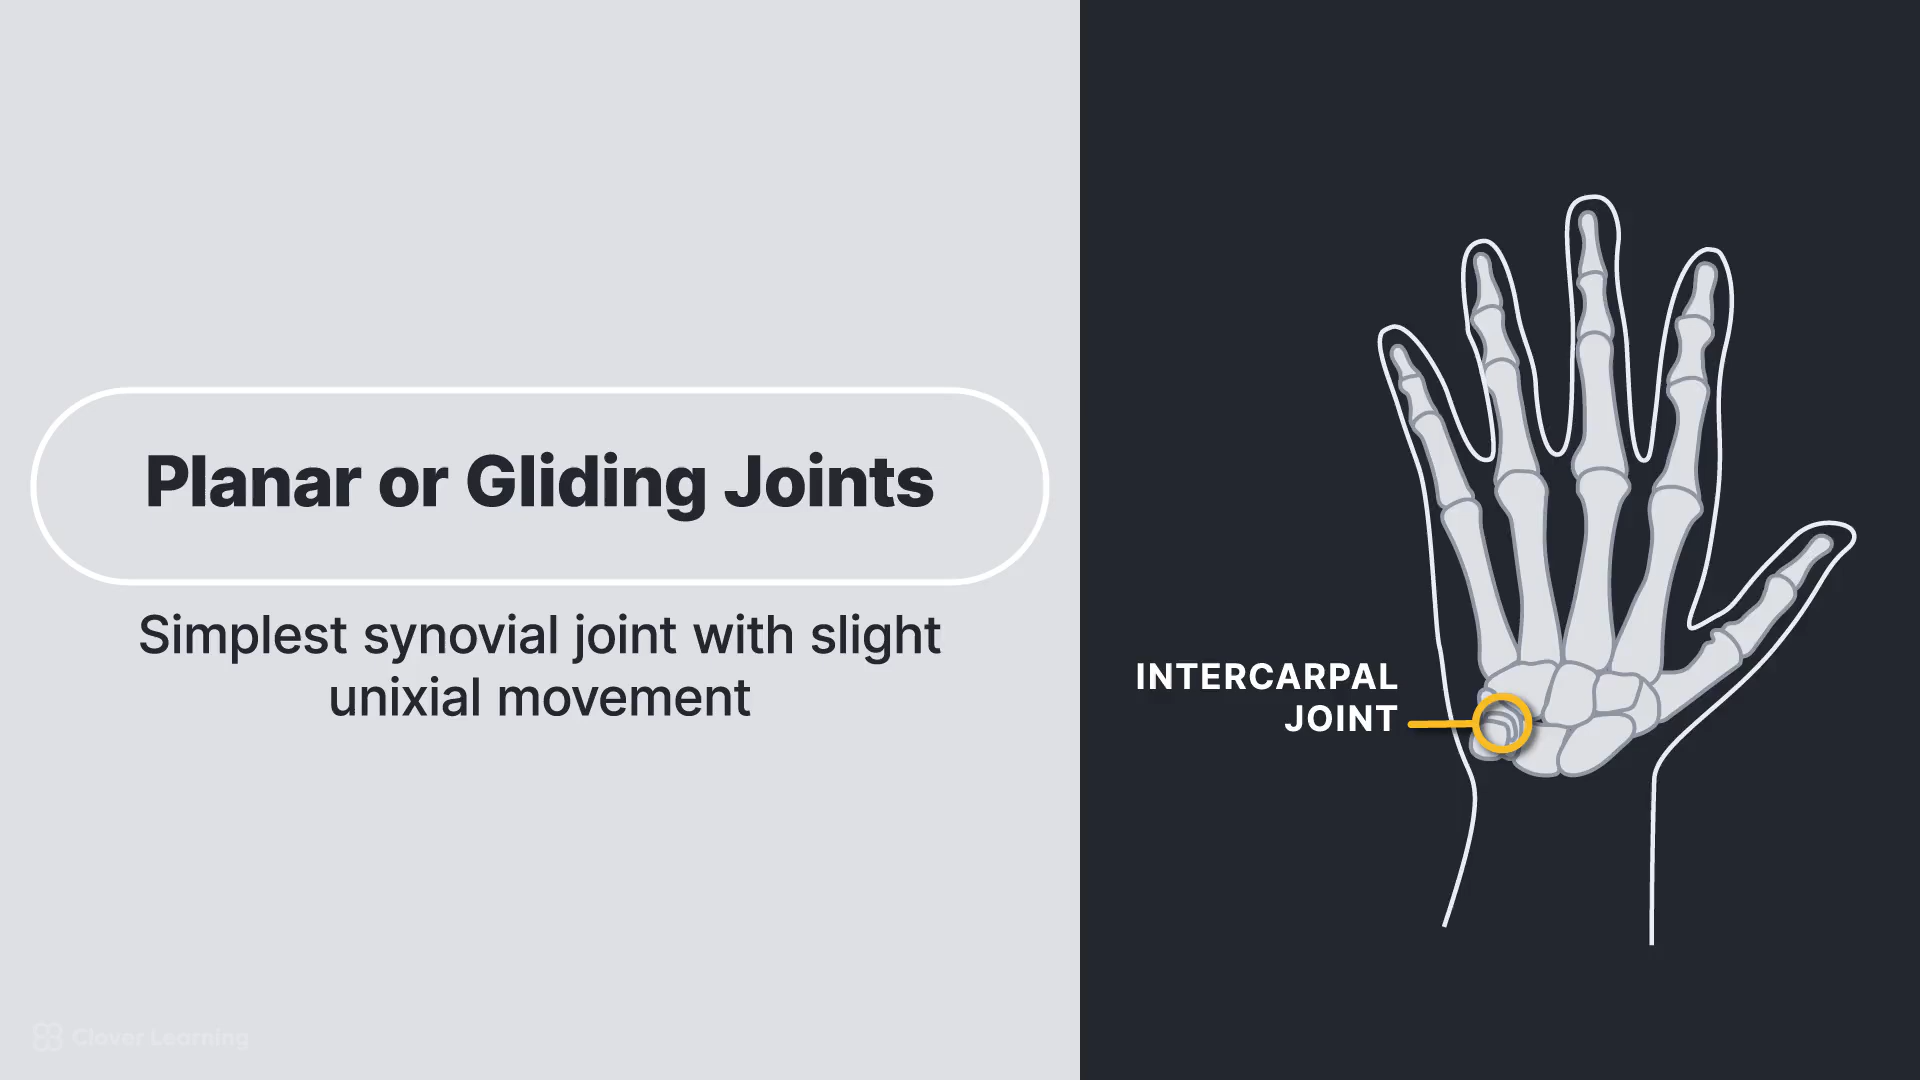 Planar or Gliding Joints
Simplest synovial joint with slight
unixial movement
INTERCARPAL
JOINT
Clover Learning